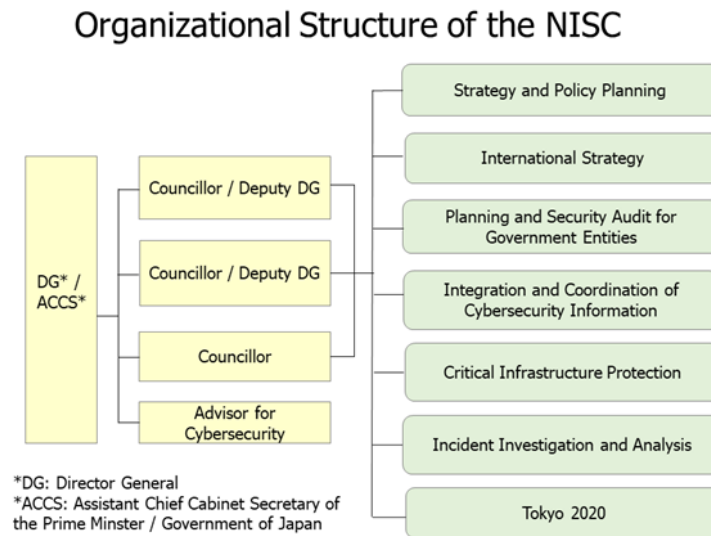 Organizational Structure of the NISC
DG* /
ACCS*
Councillor / Deputy DG
Councillor / Deputy DG
Councillor
Advisor for
Cybersecurity
Strategy and Policy Planning
International Strategy
Planning and Security Audit for
Government Entities
Integration and Coordination of
Cybersecurity Information
Critical Infrastructure Protection
Incident Investigation and Analysis
Tokyo 2020
*DG: Director General
*ACCS: Assistant Chief Cabinet Secretary of
the Prime Minster / Government of Japan